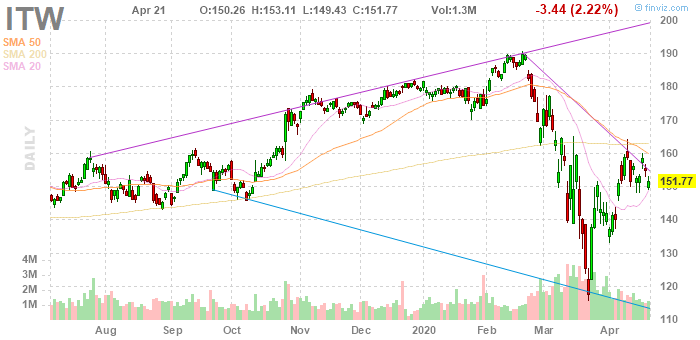 ITW
Apr 21 O:150.26 H:153.11 L:149.43 C:151.77 Vol:1.3M -3.44 (2.22%)
© finviz.com
SMA 50
SMA 200
SMA 20
DAILY
200
190
180
170
160
151.77
150
140
130
120
110
4M
3M
2M
1M
Aug Sep Oct Nov Dec 2020 Feb Mar Apr